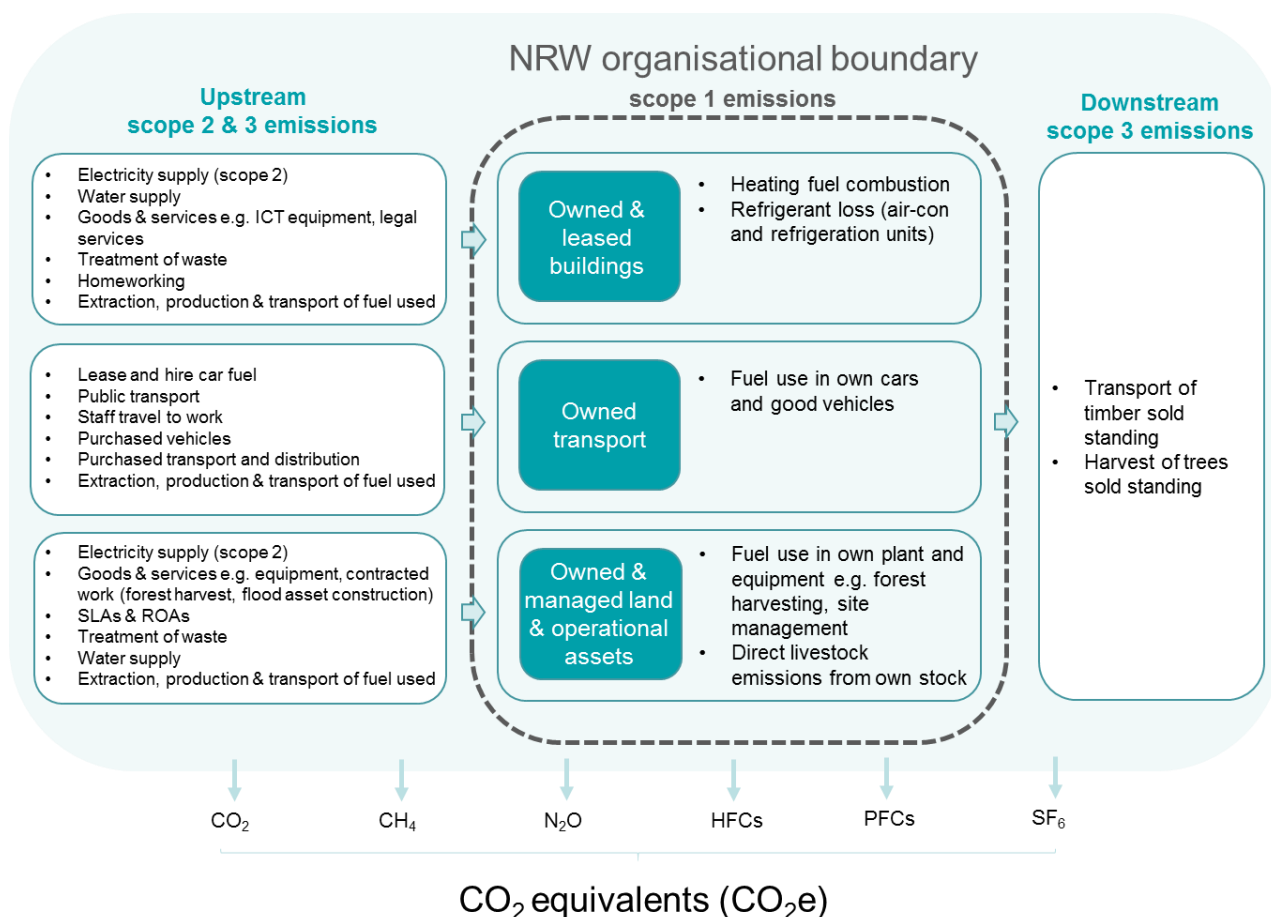 NRW organisational boundary
scope 1 emissions
Upstream
scope 2 & 3 emissions
• Electricity supply (scope 2)
• Water supply
• Goods & services e.g. ICT equipment, legal
services
• Treatment of waste
• Homeworking
• Extraction, production & transport of fuel used
Owned &
leased
buildings
• Heating fuel combustion
• Refrigerant loss (air-con
and refrigeration units)
• Lease and hire car fuel
• Public transport
• Staff travel to work
• Purchased vehicles
• Purchased transport and distribution
• Extraction, production & transport of fuel used
Owned
transport
• Fuel use in own cars
and good vehicles
• Electricity supply (scope 2)
• Goods & services e.g. equipment, contracted
work (forest harvest, flood asset construction)
• SLAs & ROAs
• Treatment of waste
• Water supply
• Extraction, production & transport of fuel used
Owned &
managed land
& operational
assets
• Fuel use in own plant and
equipment e.g. forest
harvesting, site
management
• Direct livestock
emissions from own stock
Downstream
scope 3 emissions
• Transport of
timber sold
standing
• Harvest of trees
sold standing
CO₂
CH₄
N₂O
HFCs
PFCs
SF₆
CO₂ equivalents (CO₂e)